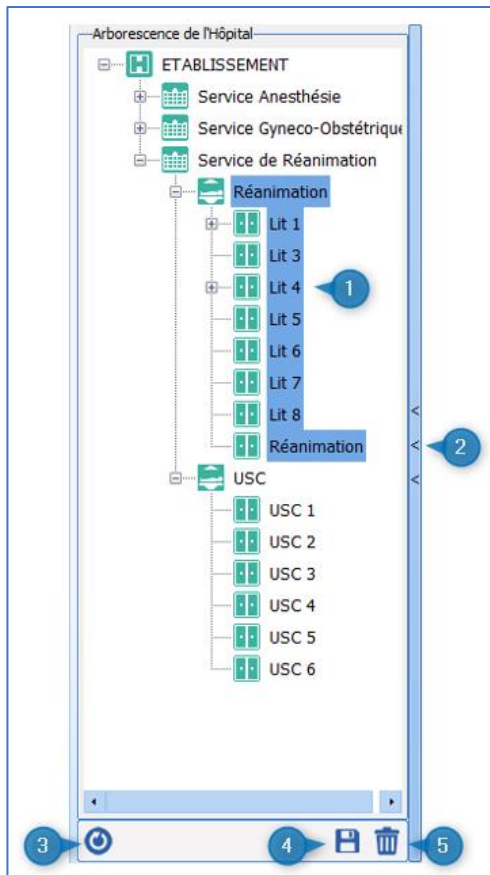 Arborescence de l'Hôpital
ETABLISSEMENT
Service Anesthésie
Service Gyneco-Obstétrique
Service de Réanimation
Réanimation
Lit 1
Lit 3
Lit 4
1
Lit 5
Lit 6
Lit 7
Lit 8
<
Réanimation
<
2
USC
<
USC 1
USC 2
USC 3
USC 4
USC 5
USC 6
3
4
5